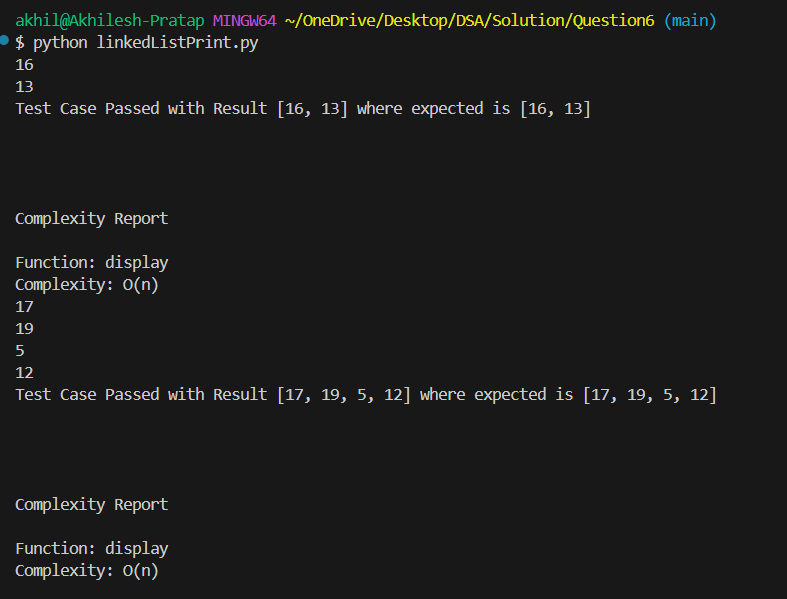 akhil@Akhilesh-Pratap MINGW64 ~/OneDrive/Desktop/DSA/Solution/Question6 (main)
$ python linkedListPrint.py
16
13
Test Case Passed with Result [16, 13] where expected is [16, 13]
Complexity Report
Function: display
Complexity: O(n)
17
19
5
12
Test Case Passed with Result [17, 19, 5, 12] where expected is [17, 19, 5, 12]
Complexity Report
Function: display
Complexity: O(n)